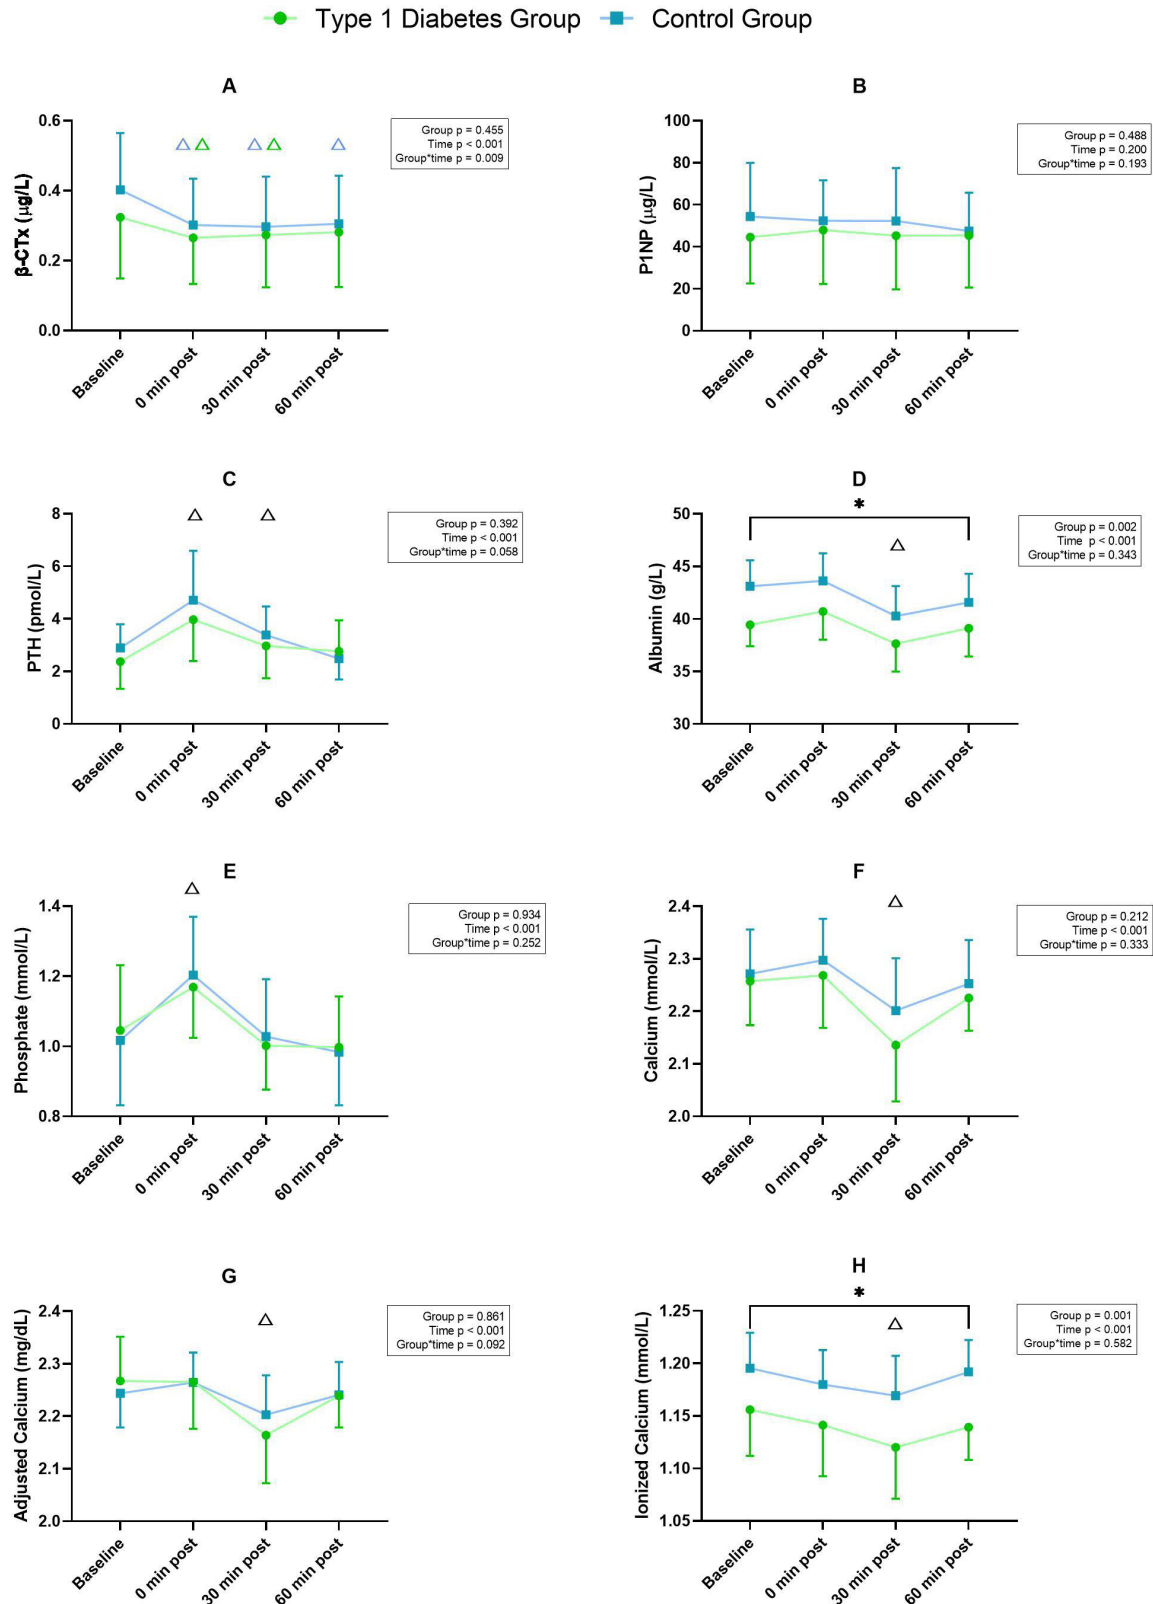 Type 1 Diabetes Group Control Group
A
β-CTx (µg/L)
0.6
0.4
0.2
0.0
Baseline
0 min post
30 min post
60 min post
Group p = 0.455
Time p < 0.001
Group*time p = 0.009
B
P1NP (µg/L)
100
80
60
40
20
0
Baseline
0 min post
30 min post
60 min post
Group p = 0.488
Time p = 0.200
Group*time p = 0.193
C
PTH (pmol/L)
8
6
4
2
0
Baseline
0 min post
30 min post
60 min post
Group p = 0.392
Time p < 0.001
Group*time p = 0.058
D
*
Albumin (g/L)
50
45
40
35
30
Baseline
0 min post
30 min post
60 min post
Group p = 0.002
Time p < 0.001
Group*time p = 0.343
E
Phosphate (mmol/L)
1.4
1.2
1.0
0.8
Baseline
0 min post
30 min post
60 min post
Group p = 0.934
Time p < 0.001
Group*time p = 0.252
F
Calcium (mmol/L)
2.4
2.3
2.2
2.1
2.0
Baseline
0 min post
30 min post
60 min post
Group p = 0.212
Time p < 0.001
Group*time p = 0.333
G
Adjusted Calcium (mg/dL)
2.4
2.3
2.2
2.1
2.0
Baseline
0 min post
30 min post
60 min post
Group p = 0.861
Time p < 0.001
Group*time p = 0.092
H
*
Ionized Calcium (mmol/L)
1.25
1.20
1.15
1.10
1.05
Baseline
0 min post
30 min post
60 min post
Group p = 0.001
Time p < 0.001
Group*time p = 0.582